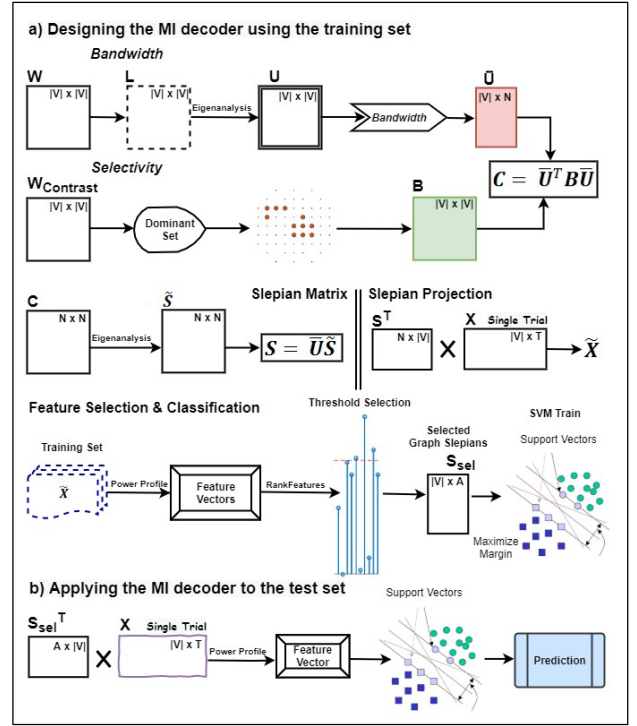 a) Designing the MI decoder using the training set
Bandwidth
W
L
U
Ū
|V| x |V|
|V| x |V|
Eigenanalysis
|V| x |V|
Bandwidth
|V| x N
Selectivity
W_Contrast
|V| x |V|
Dominant
Set
B
|V| x |V|
C = Ū^T B Ū
C
N x N
Eigenanalysis
S̃
N x N
Slepian Matrix
S = Ū S̃
Slepian Projection
S^T
N x |V|
X
X Single Trial
|V| x T
X̃
Feature Selection & Classification
Threshold Selection
Training Set
X̃
Power Profile
Feature
Vectors
RankFeatures
Selected
Graph Slepians
S_sel
|V| x A
SVM Train
Support Vectors
Maximize
Margin
b) Applying the MI decoder to the test set
S_sel^T
A x |V|
X
X Single Trial
|V| x T
Power Profile
Feature
Vector
Support Vectors
Prediction